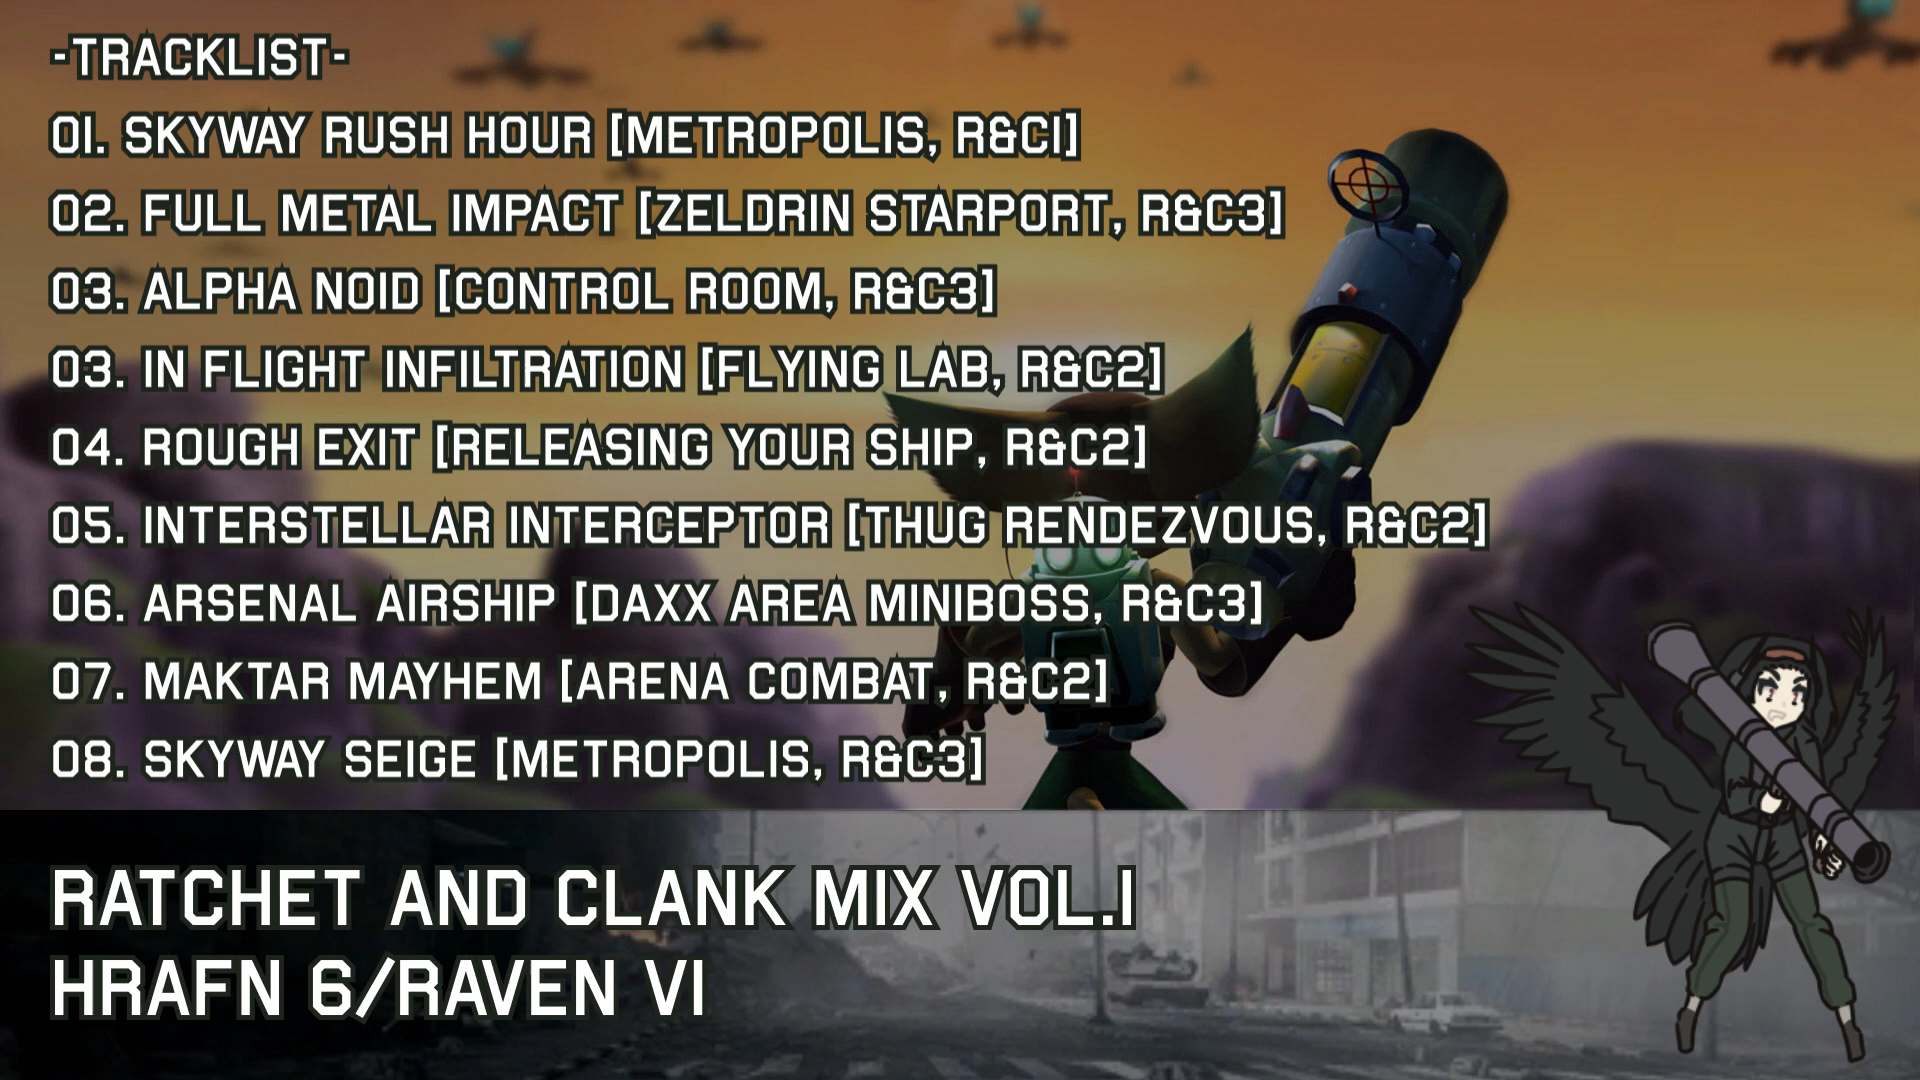 -TRACKLIST-
01. SKYWAY RUSH HOUR [METROPOLIS, R&C1]
02. FULL METAL IMPACT [ZELDRIN STARPORT, R&C3]
03. ALPHA NOID [CONTROL ROOM, R&C3]
03. IN FLIGHT INFILTRATION [FLYING LAB, R&C2]
04. ROUGH EXIT [RELEASING YOUR SHIP, R&C2]
05. INTERSTELLAR INTERCEPTOR [THUG RENDEZVOUS, R&C2]
06. ARSENAL AIRSHIP [DAXX AREA MINIBOSS, R&C3]
07. MAKTAR MAYHEM [ARENA COMBAT, R&C2]
08. SKYWAY SEIGE [METROPOLIS, R&C3]
RATCHET AND CLANK MIX VOL.1
HRAFN 6/RAVEN VI